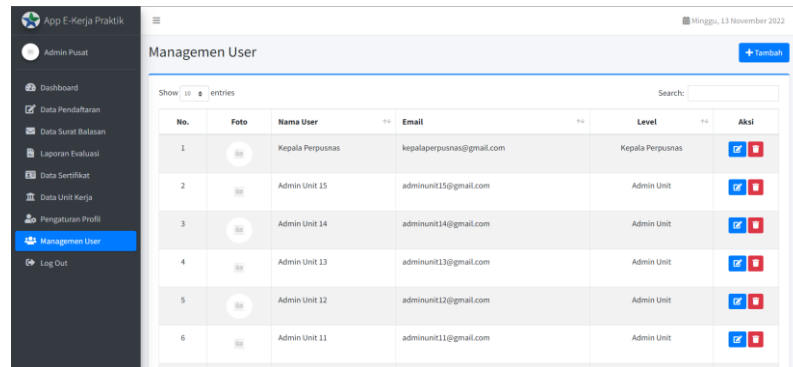 App E-Kerja Praktik
Minggu, 13 November 2022
Admin Pusat
Managemen User
Tambah
Dashboard
Data Pendaftaran
Data Surat Balasan
Laporan Evaluasi
Data Sertifikat
Data Unit Kerja
Pengaturan Profil
Managemen User
Log Out
Show 10 entries
Search:
No. Foto Nama User Email Level Aksi
1 Kepala Perpusnas kepalaperpusnas@gmail.com Kepala Perpusnas
2 Admin Unit 15 adminunit15@gmail.com Admin Unit
3 Admin Unit 14 adminunit14@gmail.com Admin Unit
4 Admin Unit 13 adminunit13@gmail.com Admin Unit
5 Admin Unit 12 adminunit12@gmail.com Admin Unit
6 Admin Unit 11 adminunit11@gmail.com Admin Unit